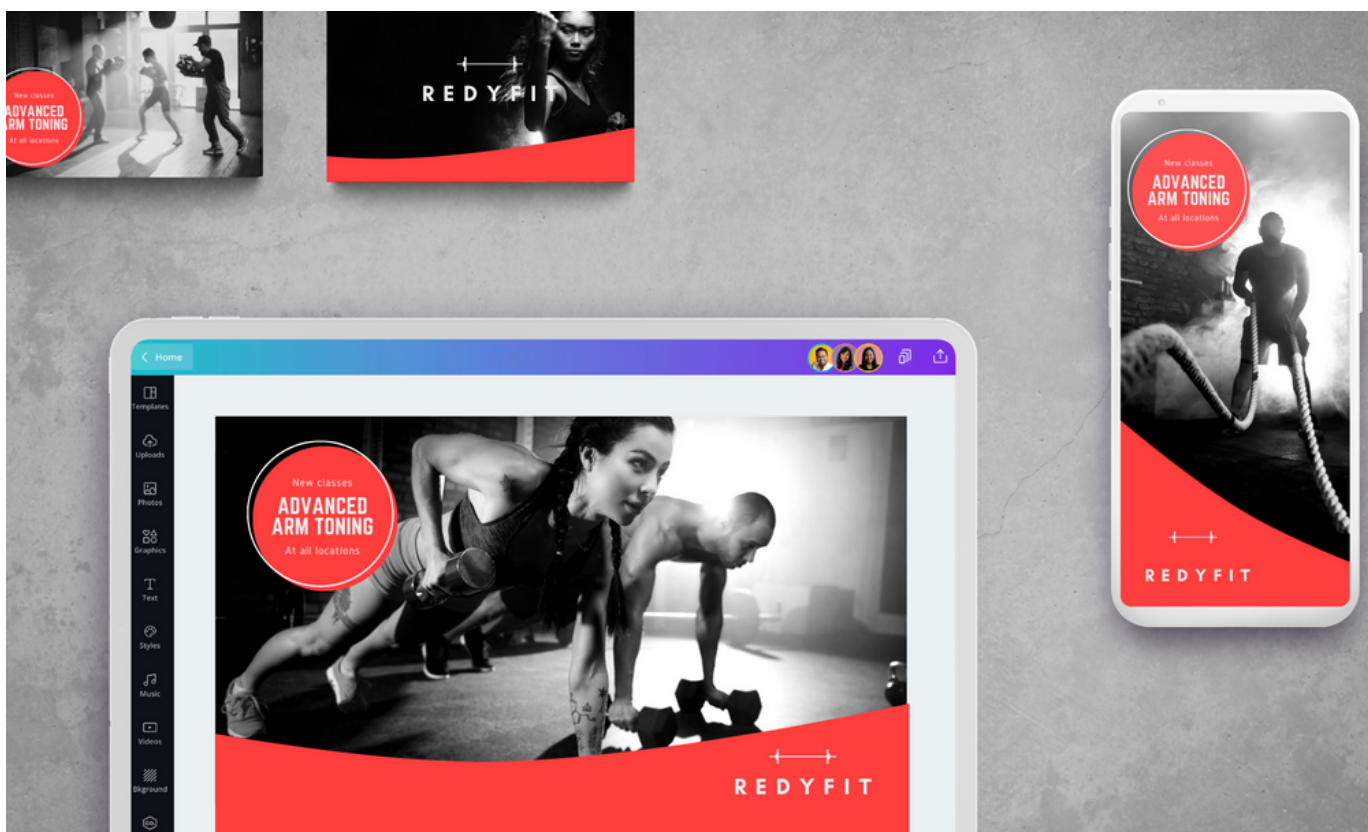 New classes
ADVANCED
ARM TONING
At all locations
REDYFIT
New classes
ADVANCED
ARM TONING
At all locations
REDYFIT
Home
Templates
Uploads
Photos
Graphics
Text
Styles
Music
Videos
Bkground
CO.
New classes
ADVANCED
ARM TONING
At all locations
REDYFIT